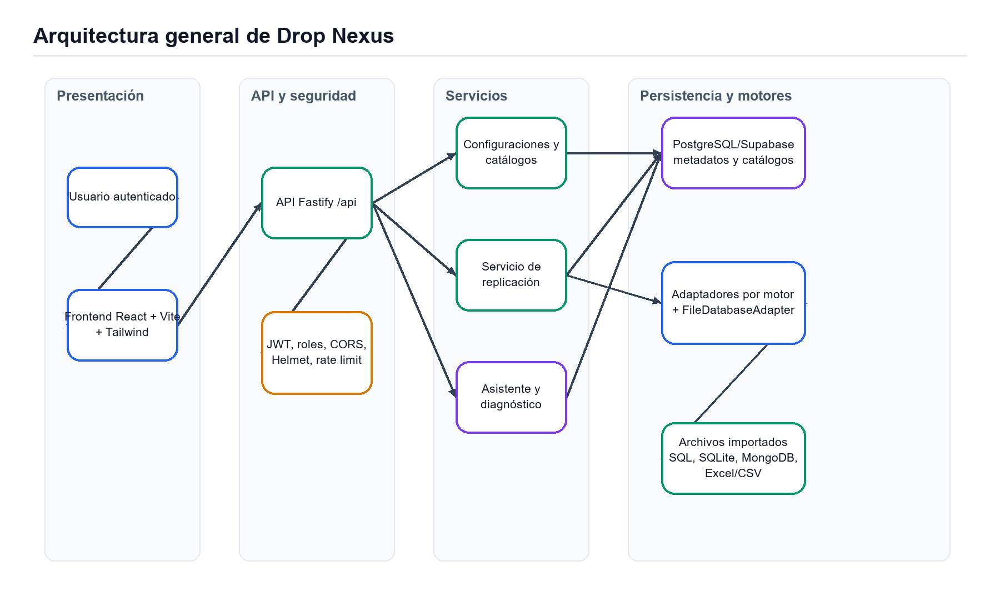 Arquitectura general de Drop Nexus
Presentación
Usuario autenticado
Frontend React + Vite
+ Tailwind
API y seguridad
API Fastify /api
JWT, roles, CORS,
Helmet, rate limit
Servicios
Configuraciones y
catálogos
Servicio de
replicación
Asistente y
diagnóstico
Persistencia y motores
PostgreSQL/Supabase
metadatos y catálogos
Adaptadores por motor
+ FileDatabaseAdapter
Archivos importados
SQL, SQLite, MongoDB,
Excel/CSV